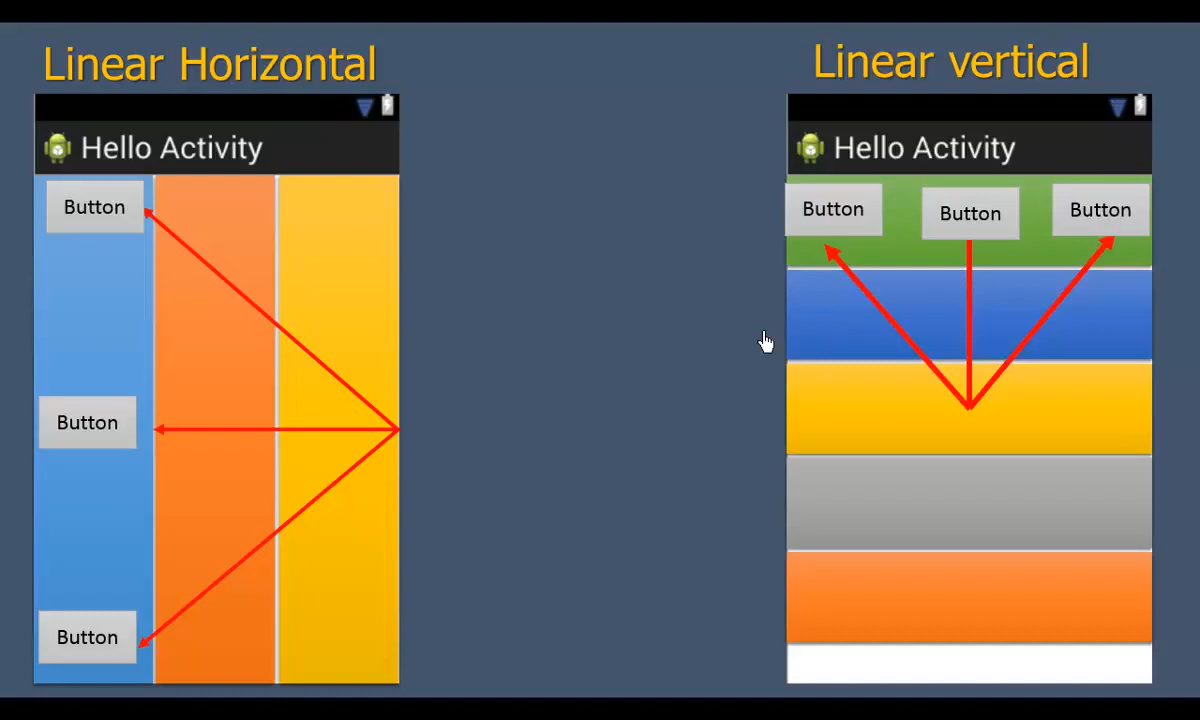 Linear Horizontal
Hello Activity
Button
Button
Button
Linear vertical
Hello Activity
Button
Button
Button